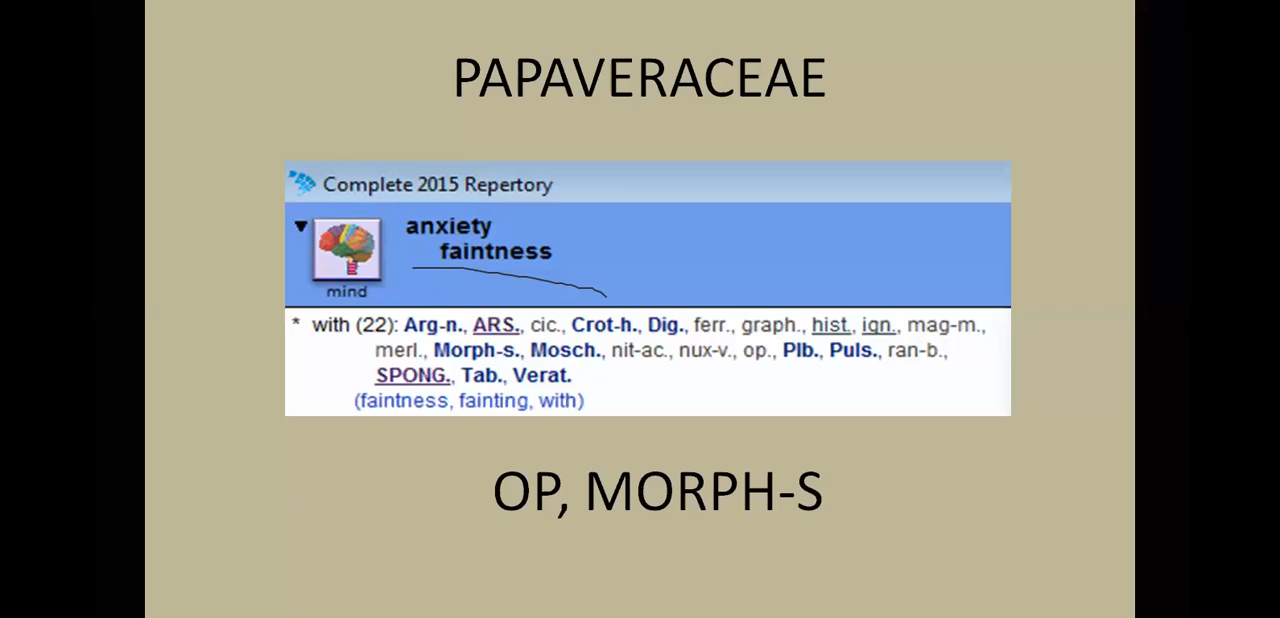 PAPAVERACEAE
Complete 2015 Repertory
anxiety
faintness
mind
* with (22): Arg-n., ARS., cic., Crot-h., Dig., ferr., graph., hist., ign., mag-m.,
merl., Morph-s., Mosch., nit-ac., nux-v., op., Plb., Puls., ran-b.,
SPONG., Tab., Verat.
(faintness, fainting, with)
OP, MORPH-S